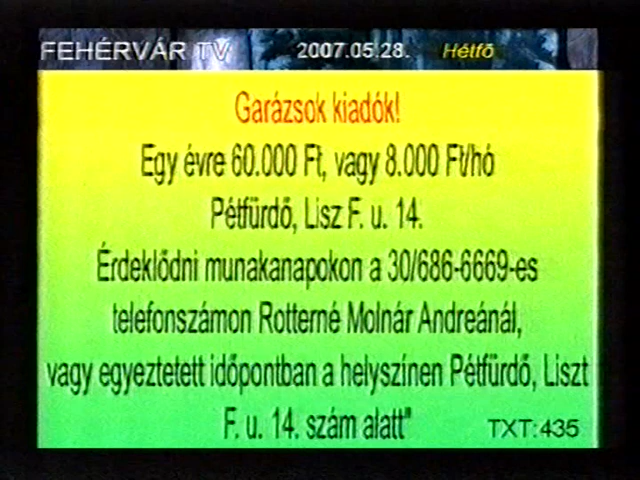 FEHÉRVÁR TV 2007.05.28. Hétfő
Garázsok kiadók!
Egy évre 60.000 Ft, vagy 8.000 Ft/hó
Pétfürdő, Lisz F. u. 14.
Érdeklődni munakanapokon a 30/686-6669-es
telefonszámon Rotterné Molnár Andreánál,
vagy egyeztetett időpontban a helyszínen Pétfürdő, Liszt
F. u. 14. szám alatt"
TXT:435